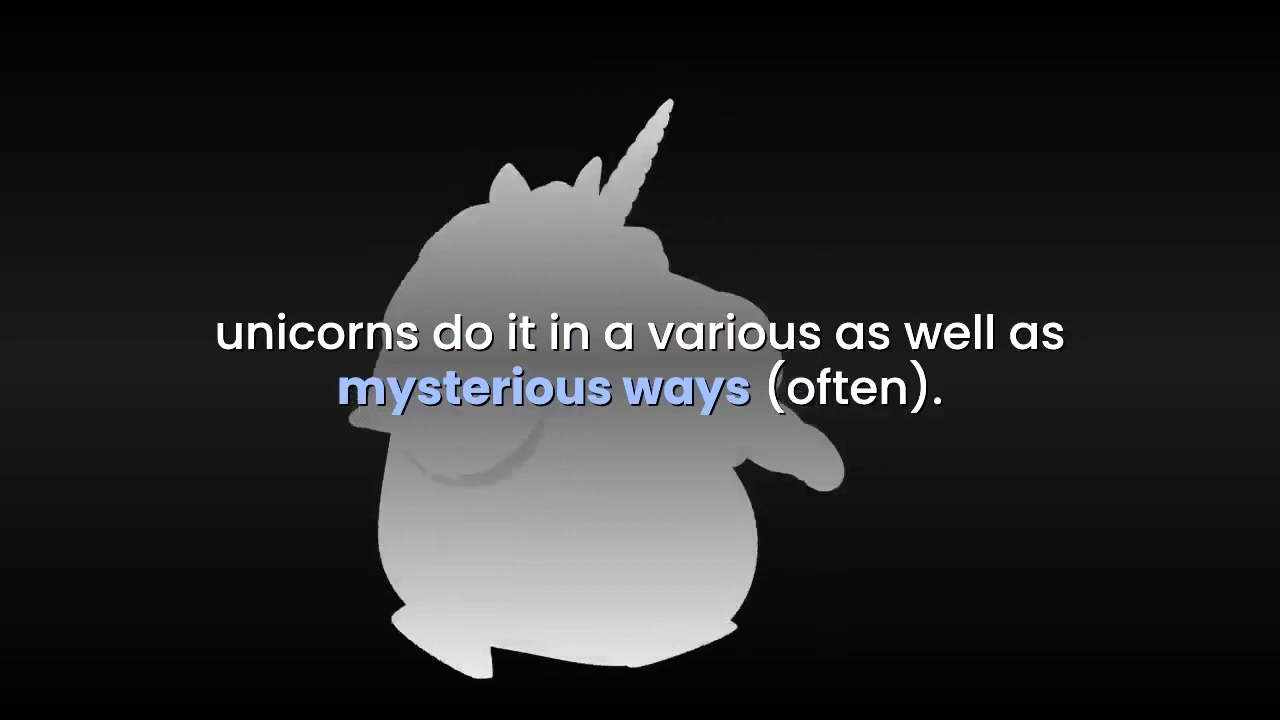 unicorns do it in a various as well as
mysterious ways (often).